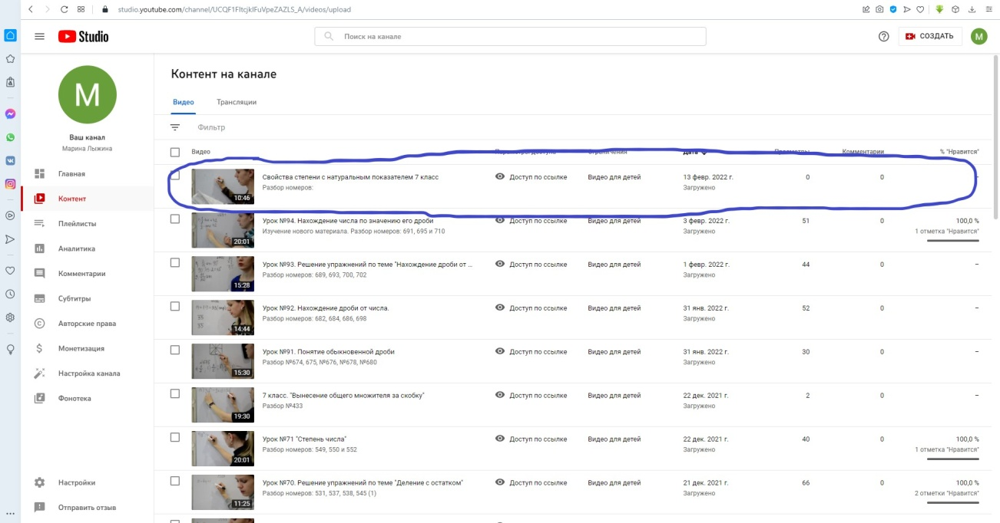 studio.youtube.com/channel/UCQF1FItcjklFuVpeZAZLS_A/videos/upload
Studio
Поиск на канале
СОЗДАТЬ
M
M
Ваш канал
Марина Лыжина
Главная
Контент
Плейлисты
Аналитика
Комментарии
Субтитры
Авторские права
Монетизация
Настройка канала
Фонотека
Настройки
Отправить отзыв
Контент на канале
Видео Трансляции
Фильтр
Видео Дата Просмотры Комментарии % "Нравится"
Свойства степени с натуральным показателем 7 класс Доступ по ссылке Видео для детей 13 февр. 2022 г. 0 0 –
Разбор номеров: Загружено
10:46
Урок №94. Нахождение числа по значению его дроби Доступ по ссылке Видео для детей 3 февр. 2022 г. 51 0 100,0 %
Изучение нового материала. Разбор номеров: 691, 695 и 710 Загружено 1 отметка "Нравится"
20:01
Урок №93. Решение упражнений по теме "Нахождение дроби от ... Доступ по ссылке Видео для детей 1 февр. 2022 г. 44 0 –
Разбор номеров: 689, 693, 700, 702 Загружено
15:28
Урок №92. Нахождение дроби от числа. Доступ по ссылке Видео для детей 31 янв. 2022 г. 52 0 –
Разбор номеров: 682, 684, 686, 698 Загружено
14:44
Урок №91. Понятие обыкновенной дроби Доступ по ссылке Видео для детей 31 янв. 2022 г. 30 0 –
Разбор №674, 675, №676, №678, №680 Загружено
15:30
7 класс. "Вынесение общего множителя за скобку" Доступ по ссылке Видео для детей 22 дек. 2021 г. 2 0 –
Разбор №433 Загружено
19:30
Урок №71 "Степень числа" Доступ по ссылке Видео для детей 22 дек. 2021 г. 40 0 100,0 %
Разбор номеров: 549, 550 и 552 Загружено 1 отметка "Нравится"
20:01
Урок №70. Решение упражнений по теме "Деление с остатком" Доступ по ссылке Видео для детей 21 дек. 2021 г. 66 0 100,0 %
Разбор номеров: 531, 537, 538, 545 (1) Загружено 2 отметки "Нравится"
11:25